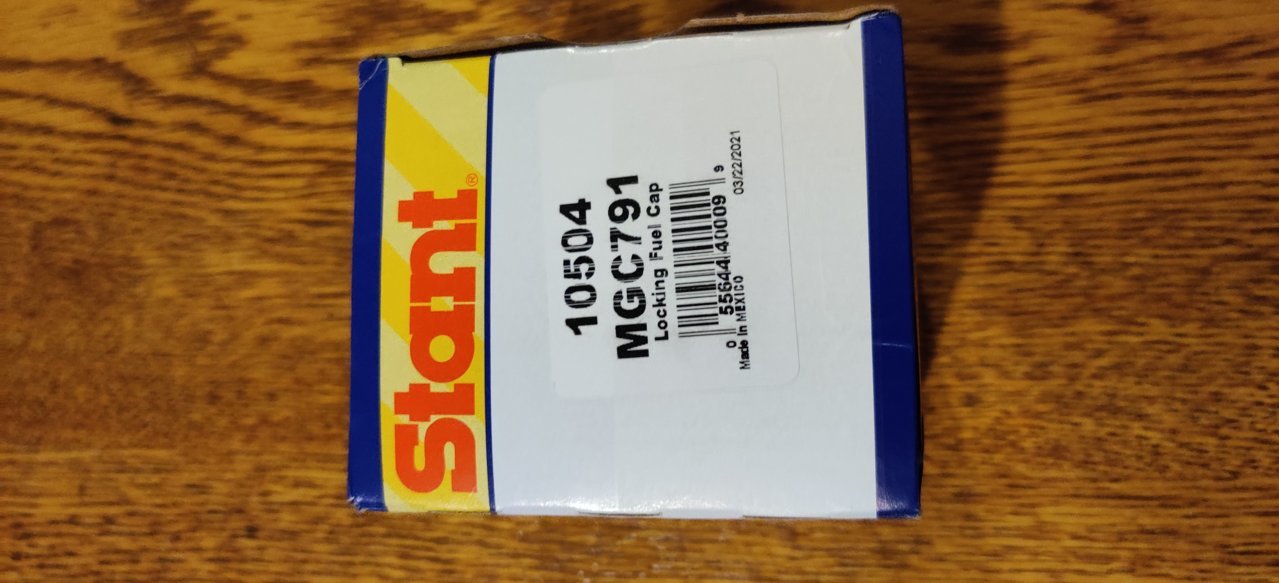 Stant®
10504
MGC791
Locking Fuel Cap
0 55644 40009 9
Made In MEXICO 03/22/2021